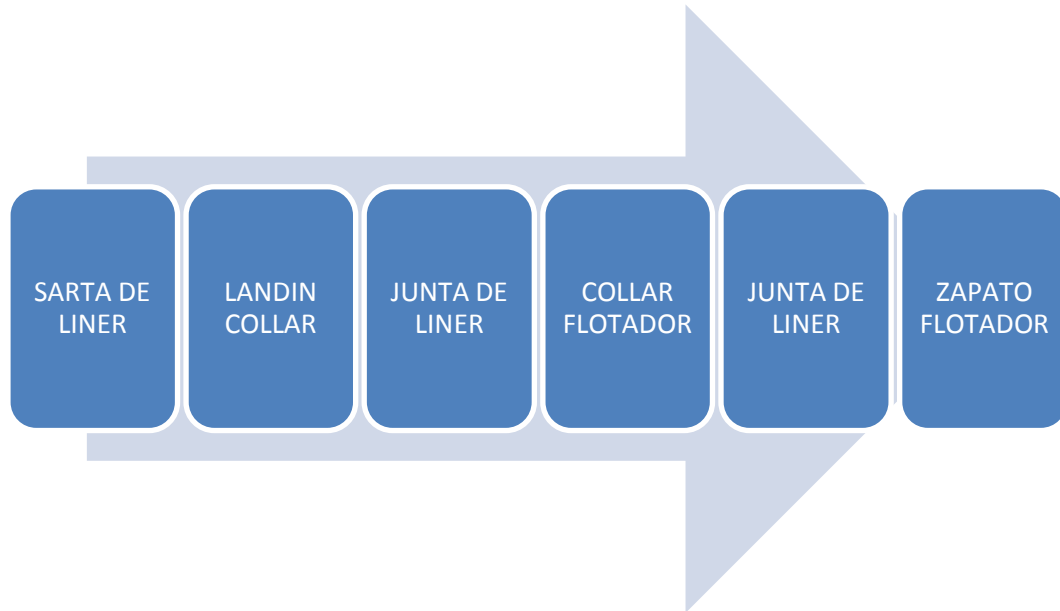 SARTA DE
LINER
LANDIN
COLLAR
JUNTA DE
LINER
COLLAR
FLOTADOR
JUNTA DE
LINER
ZAPATO
FLOTADOR